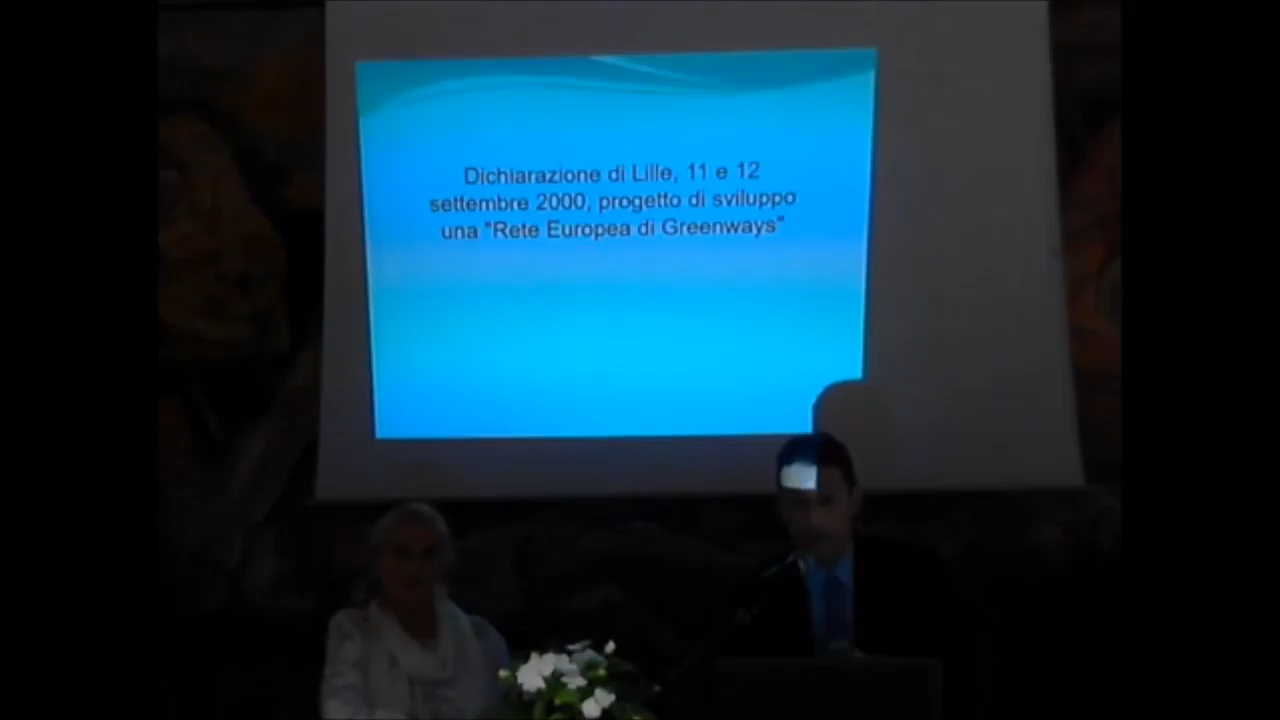 Dichiarazione di Lille, 11 e 12
settembre 2000, progetto di sviluppo
una "Rete Europea di Greenways"